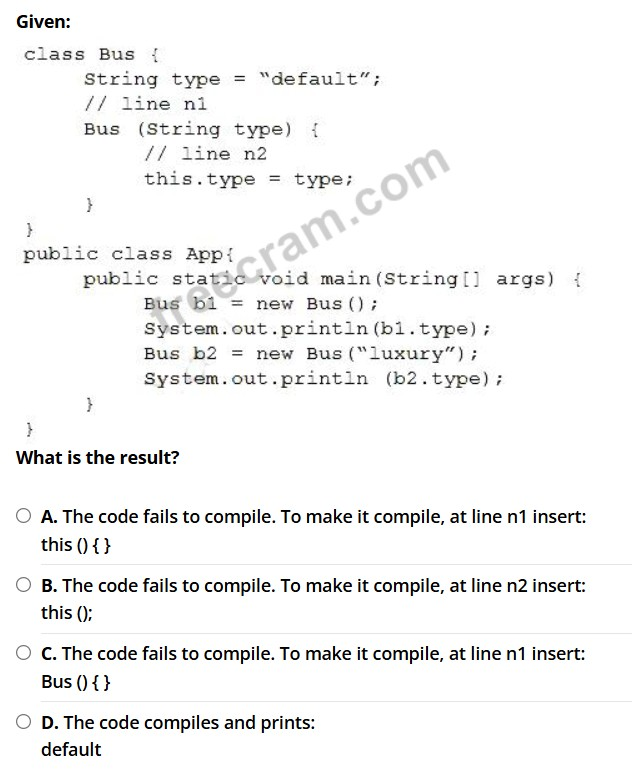 Given:
class Bus {
String type = “default”;
// line n1
Bus (String type) {
// line n2
this.type = type;
}
}
public class App{
public static void main(String[] args) {
Bus b1 = new Bus();
System.out.println(b1.type);
Bus b2 = new Bus(“luxury”);
System.out.println (b2.type);
}
}
freecram.com
What is the result?
A. The code fails to compile. To make it compile, at line n1 insert:
this () { }
B. The code fails to compile. To make it compile, at line n2 insert:
this ();
C. The code fails to compile. To make it compile, at line n1 insert:
Bus () { }
D. The code compiles and prints:
default